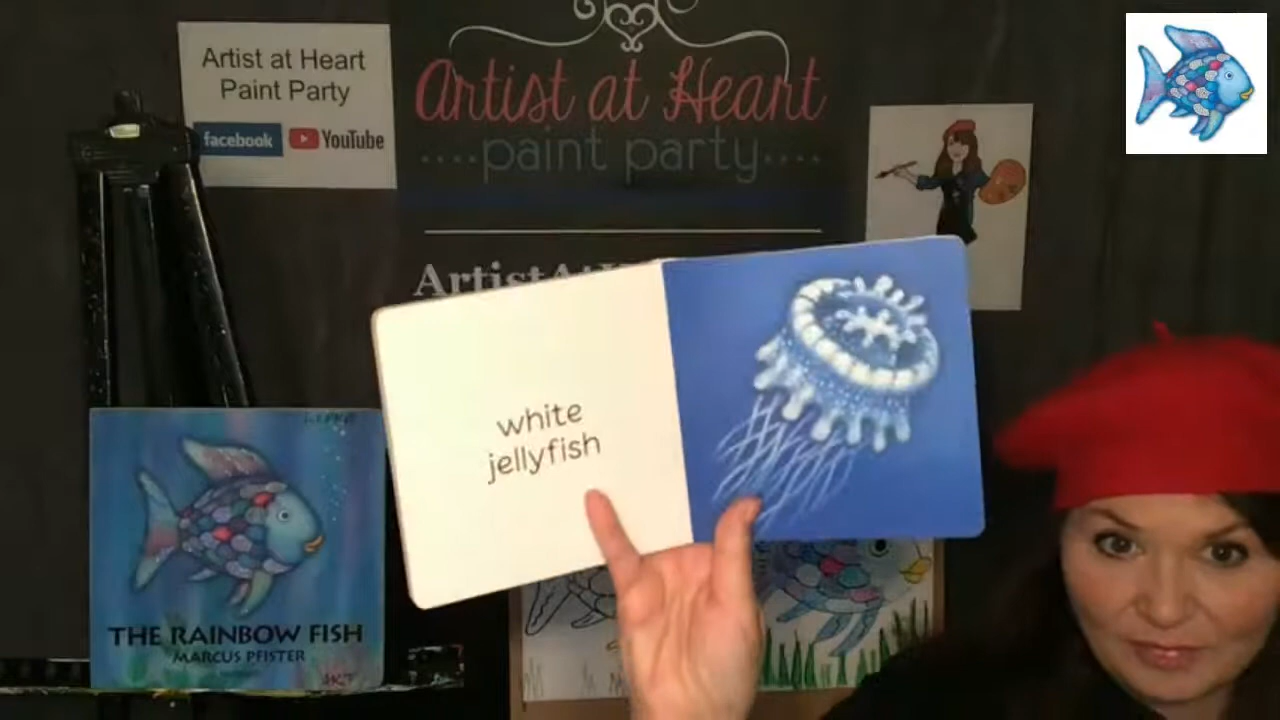 Artist at Heart
Paint Party
facebook
YouTube
Artist at Heart
....paint party....
white
jellyfish
THE RAINBOW FISH
MARCUS PFISTER